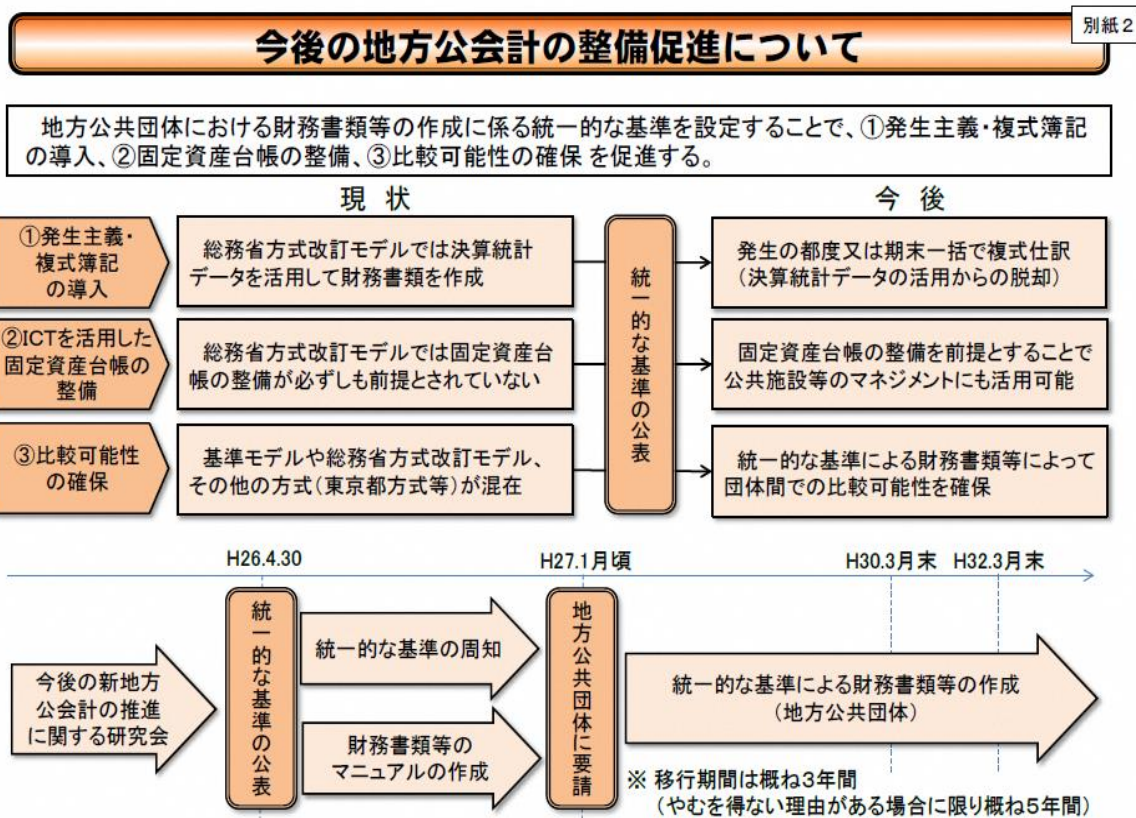 別紙2
今後の地方公会計の整備促進について
地方公共団体における財務書類等の作成に係る統一的な基準を設定することで、①発生主義・複式簿記
の導入、②固定資産台帳の整備、③比較可能性の確保 を促進する。
現 状
今 後
①発生主義・
複式簿記
の導入
総務省方式改訂モデルでは決算統計
データを活用して財務書類を作成
統一的な基準の公表
発生の都度又は期末一括で複式仕訳
(決算統計データの活用からの脱却)
②ICTを活用した
固定資産台帳の
整備
総務省方式改訂モデルでは固定資産台
帳の整備が必ずしも前提とされていない
固定資産台帳の整備を前提とすることで
公共施設等のマネジメントにも活用可能
③比較可能性
の確保
基準モデルや総務省方式改訂モデル、
その他の方式(東京都方式等)が混在
統一的な基準による財務書類等によって
団体間での比較可能性を確保
H26.4.30
H27.1月頃
H30.3月末
H32.3月末
今後の新地方
公会計の推進
に関する研究会
統一的な基準の公表
統一的な基準の周知
財務書類等の
マニュアルの作成
地方公共団体に要請
統一的な基準による財務書類等の作成
(地方公共団体)
※ 移行期間は概ね3年間
(やむを得ない理由がある場合に限り概ね5年間)